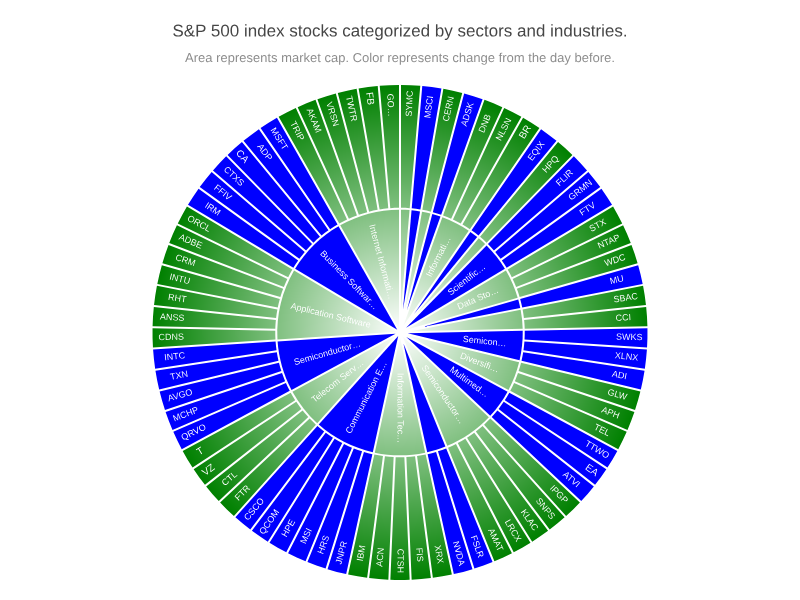 S&P 500 index stocks categorized by sectors and industries.
Area represents market cap. Color represents change from the day before.
SYMC
MSCI
CERN
ADSK
DNB
NLSN
BR
EQIX
HPQ
FLIR
GRMN
FTV
STX
NTAP
WDC
MU
SBAC
CCI
SWKS
XLNX
ADI
GLW
APH
TEL
TTWO
EA
ATVI
IPGP
SNPS
KLAC
LRCX
AMAT
FSLR
NVDA
XRX
FIS
CTSH
ACN
IBM
JNPR
HRS
MSI
HPE
QCOM
CSCO
FTR
CTL
VZ
T
QRVO
MCHP
AVGO
TXN
INTC
CDNS
ANSS
RHT
INTU
CRM
ADBE
ORCL
IRM
FFIV
CTXS
CA
ADP
MSFT
TRIP
AKAM
VRSN
TWTR
FB
GO…
Informati…
Scientific…
Data Sto…
Semicon…
Diversifi…
Multimed…
Semiconductor…
Information Tec…
Communication E…
Telecom Serv…
Semiconductor…
Application Software
Business Softwar…
Internet Informati